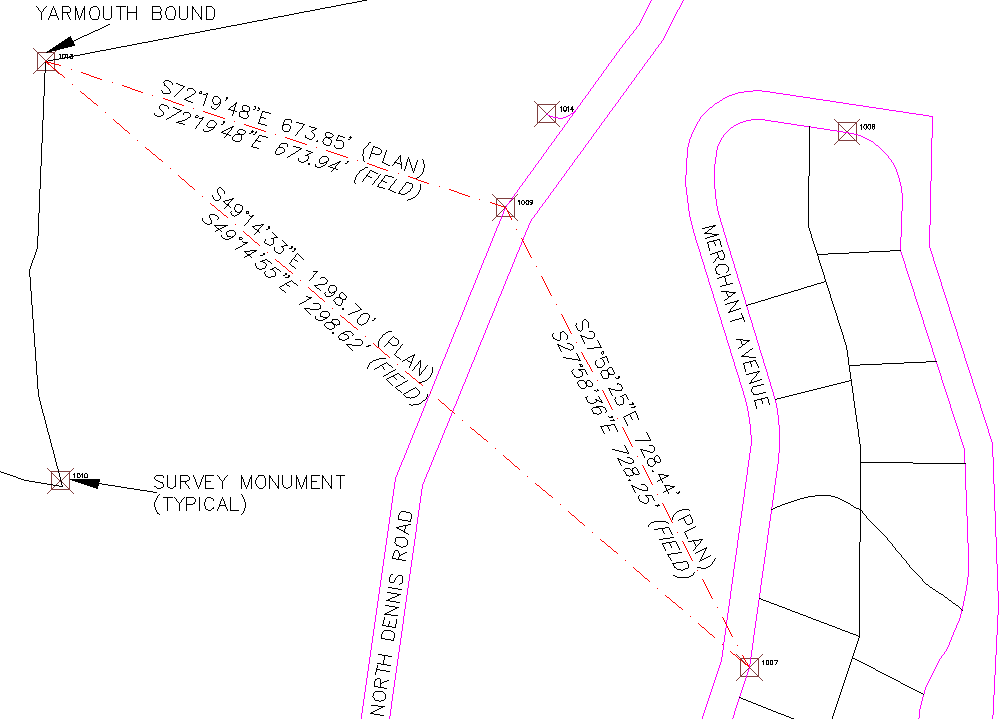 YARMOUTH BOUND
1013
1014
1008
S72°19'48"E 673.85' (PLAN)
S72°19'48"E 673.94' (FIELD)
1009
S49°14'33"E 1298.70' (PLAN)
S49°14'55"E 1298.62' (FIELD)
MERCHANT AVENUE
S27°58'25"E 728.44' (PLAN)
S27°58'36"E 728.25' (FIELD)
1010
SURVEY MONUMENT
(TYPICAL)
NORTH DENNIS ROAD
1007